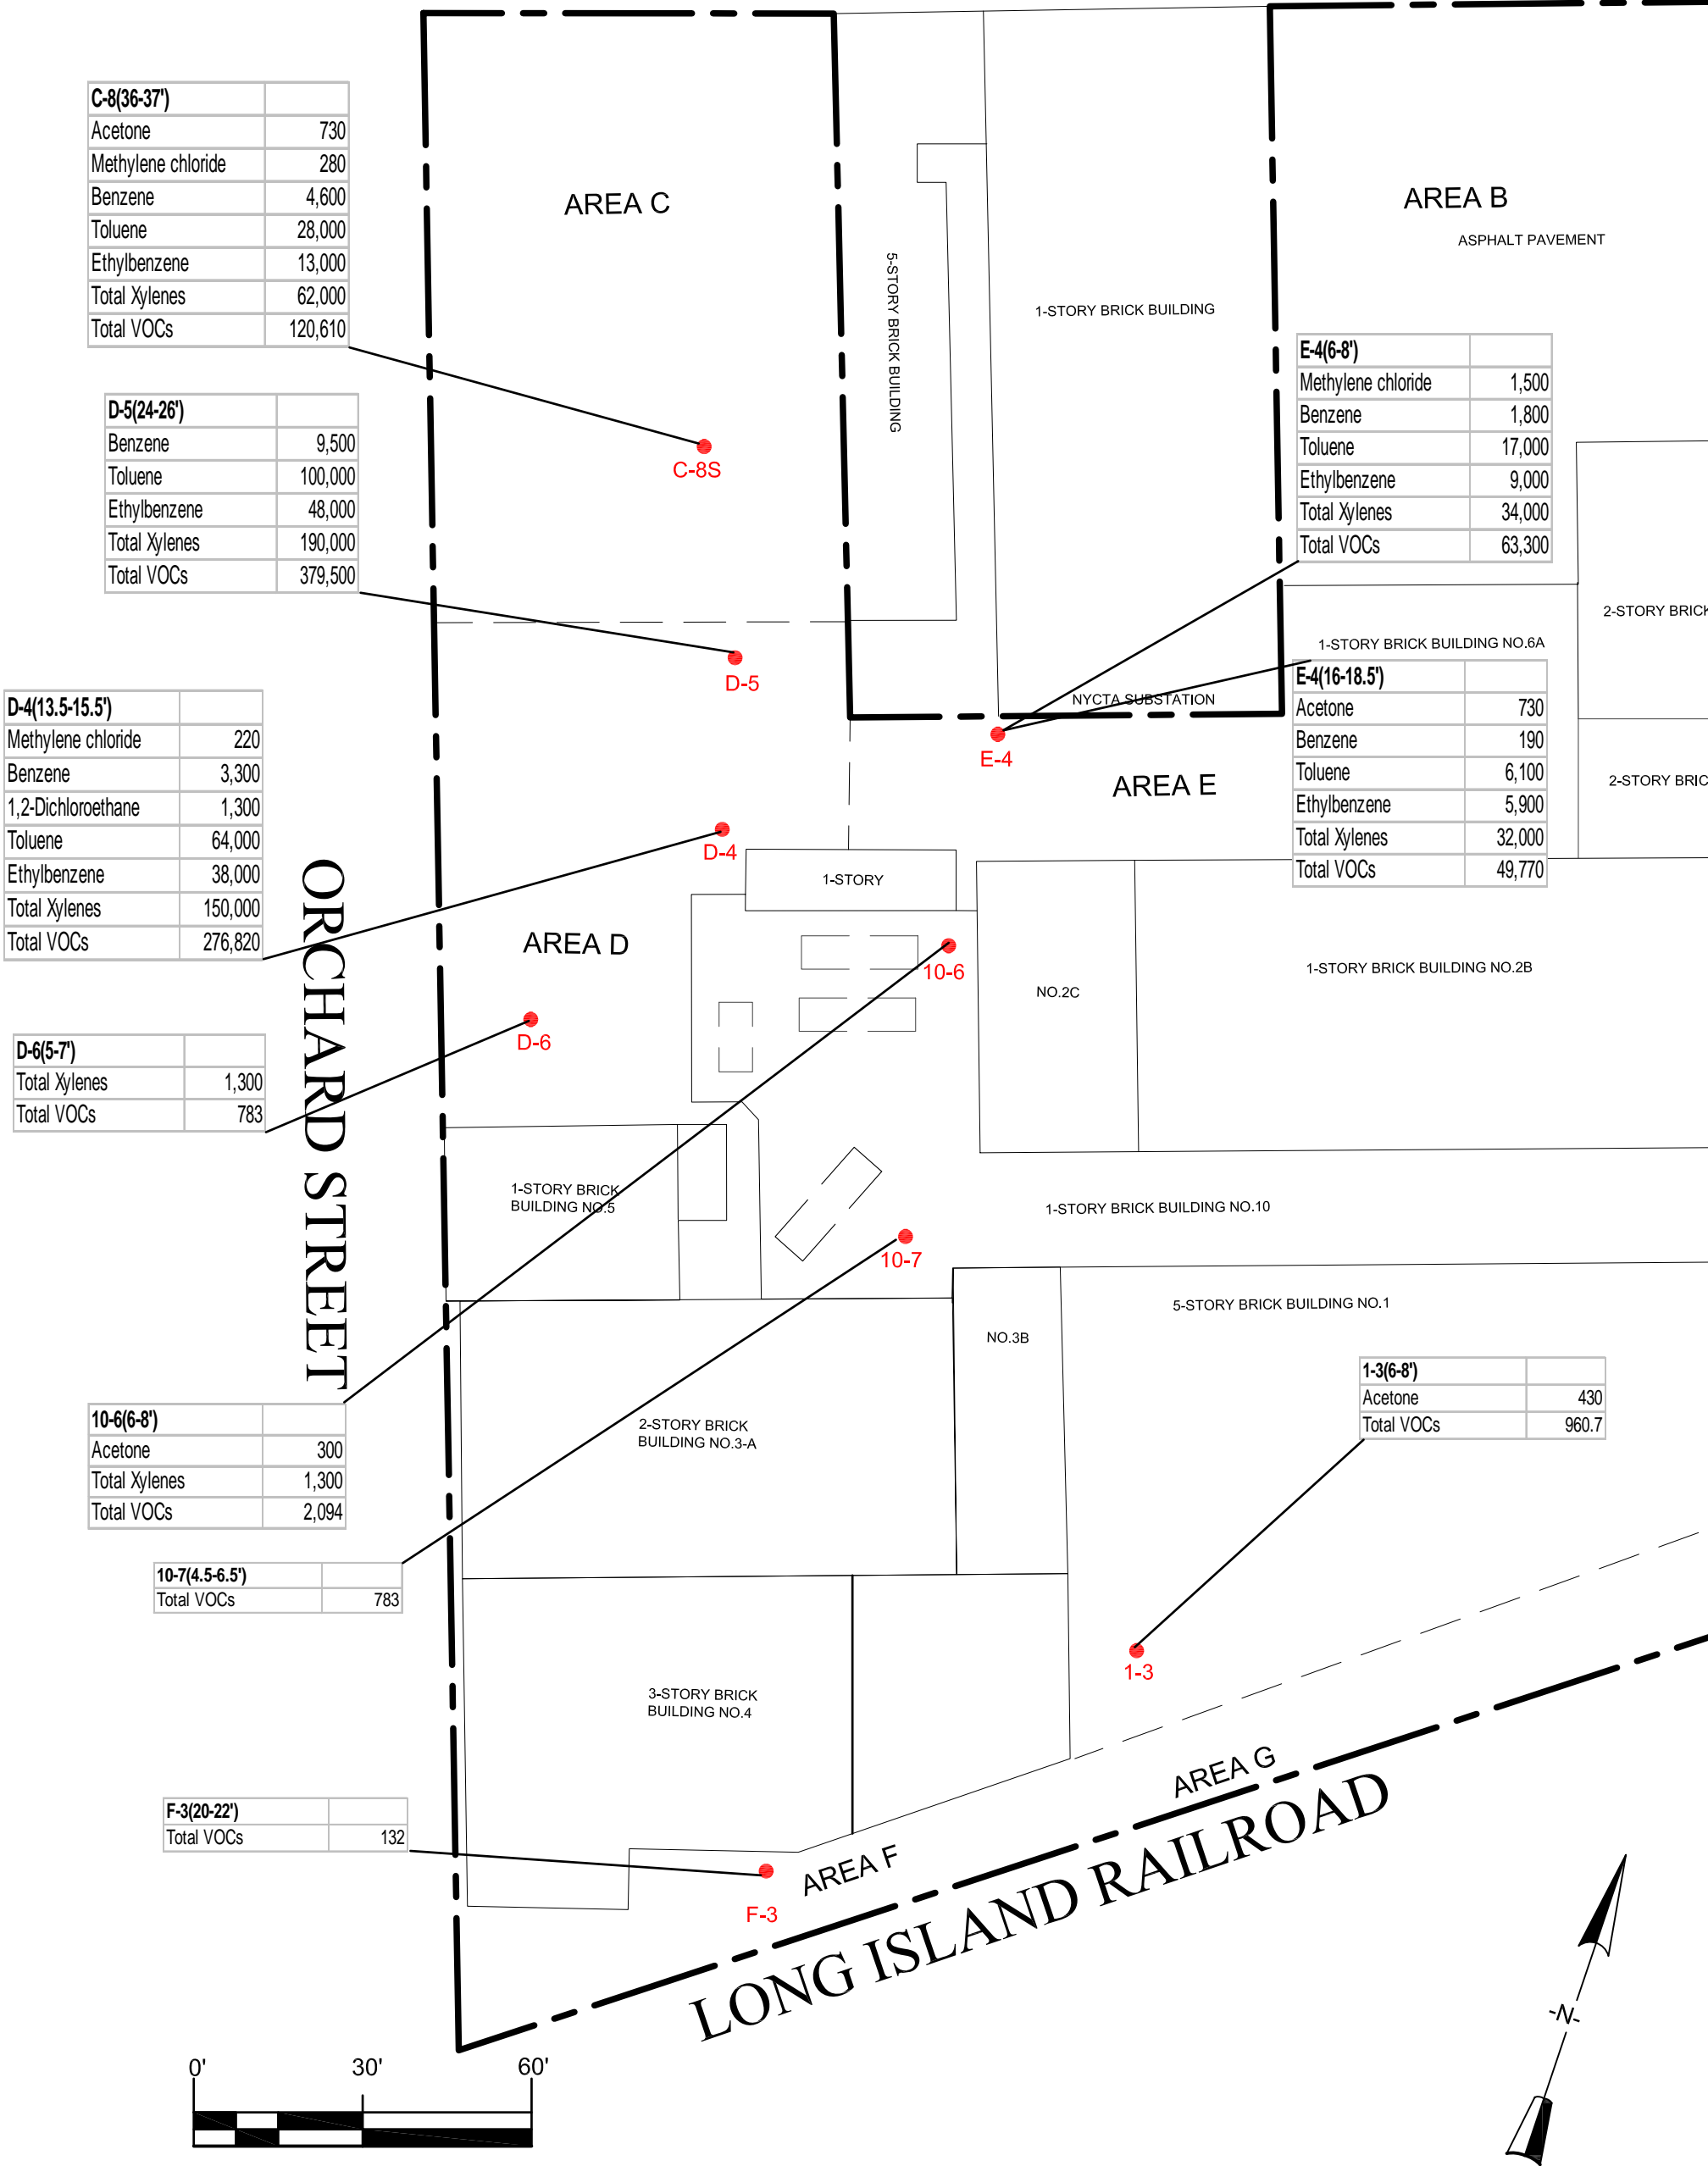 C-8(36-37')
Acetone 730
Methylene chloride 280
Benzene 4,600
Toluene 28,000
Ethylbenzene 13,000
Total Xylenes 62,000
Total VOCs 120,610
AREA C
5-STORY BRICK BUILDING
1-STORY BRICK BUILDING
AREA B
ASPHALT PAVEMENT
E-4(6-8')
Methylene chloride 1,500
Benzene 1,800
Toluene 17,000
Ethylbenzene 9,000
Total Xylenes 34,000
Total VOCs 63,300
D-5(24-26')
Benzene 9,500
Toluene 100,000
Ethylbenzene 48,000
Total Xylenes 190,000
Total VOCs 379,500
C-8S
2-STORY BRICK
1-STORY BRICK BUILDING NO.6A
D-5
NYCTA SUBSTATION
E-4
AREA E
E-4(16-18.5')
Acetone 730
Benzene 190
Toluene 6,100
Ethylbenzene 5,900
Total Xylenes 32,000
Total VOCs 49,770
2-STORY BRIC
D-4(13.5-15.5')
Methylene chloride 220
Benzene 3,300
1,2-Dichloroethane 1,300
Toluene 64,000
Ethylbenzene 38,000
Total Xylenes 150,000
Total VOCs 276,820
D-4
1-STORY
AREA D
10-6
NO.2C
1-STORY BRICK BUILDING NO.2B
ORCHARD STREET
D-6
D-6(5-7')
Total Xylenes 1,300
Total VOCs 783
1-STORY BRICK
BUILDING NO.5
1-STORY BRICK BUILDING NO.10
10-7
5-STORY BRICK BUILDING NO.1
NO.3B
1-3(6-8')
Acetone 430
Total VOCs 960.7
10-6(6-8')
Acetone 300
Total Xylenes 1,300
Total VOCs 2,094
2-STORY BRICK
BUILDING NO.3-A
10-7(4.5-6.5')
Total VOCs 783
1-3
3-STORY BRICK
BUILDING NO.4
AREA G
F-3(20-22')
Total VOCs 132
AREA F
F-3
LONG ISLAND RAILROAD
-N-
0' 30' 60'